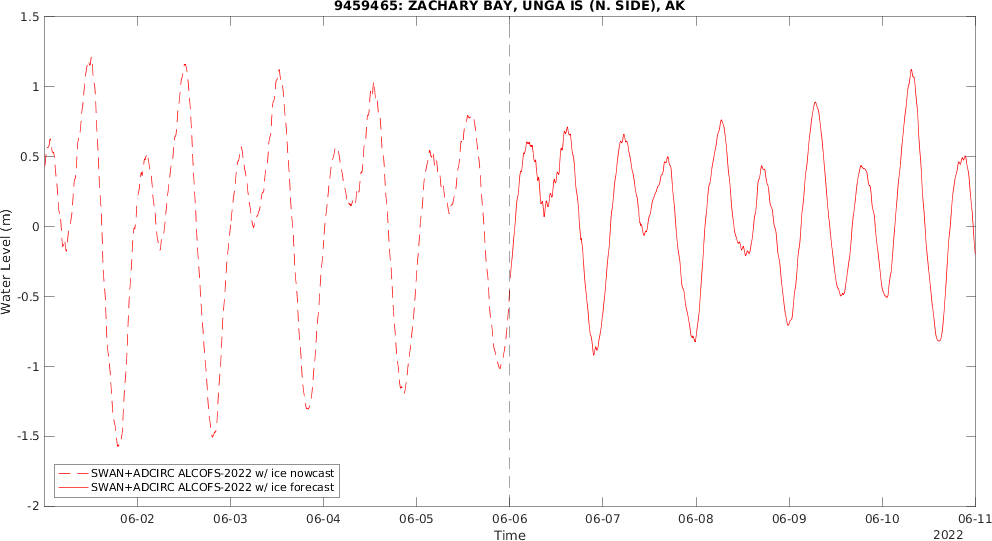 9459465: ZACHARY BAY, UNGA IS (N. SIDE), AK
1.5
1
0.5
0
-0.5
-1
-1.5
-2
Water Level (m)
SWAN+ADCIRC ALCOFS-2022 w/ ice nowcast
SWAN+ADCIRC ALCOFS-2022 w/ ice forecast
06-02 06-03 06-04 06-05 06-06 06-07 06-08 06-09 06-10 06-11
Time
2022